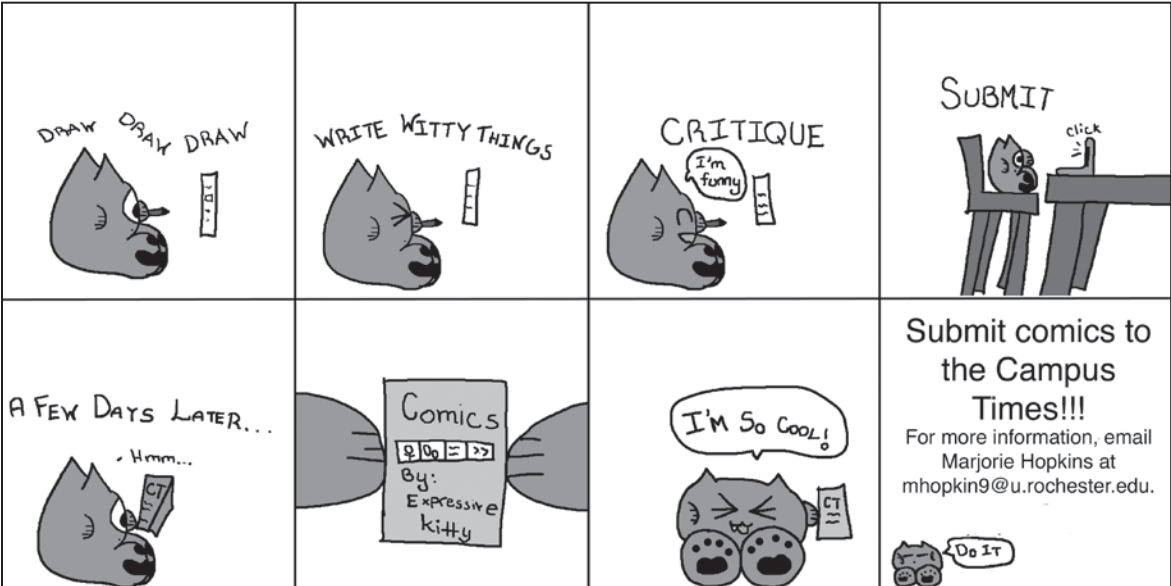 DRAW DRAW DRAW
WRITE WITTY THINGS
CRITIQUE
I'm
funny
SUBMIT
click
A FEW DAYS LATER...
Hmm...
CT
Comics
By:
Expressive
kitty
I'M SO COOL!
CT
Submit comics to
the Campus
Times!!!
For more information, email
Marjorie Hopkins at
mhopkin9@u.rochester.edu.
DO IT